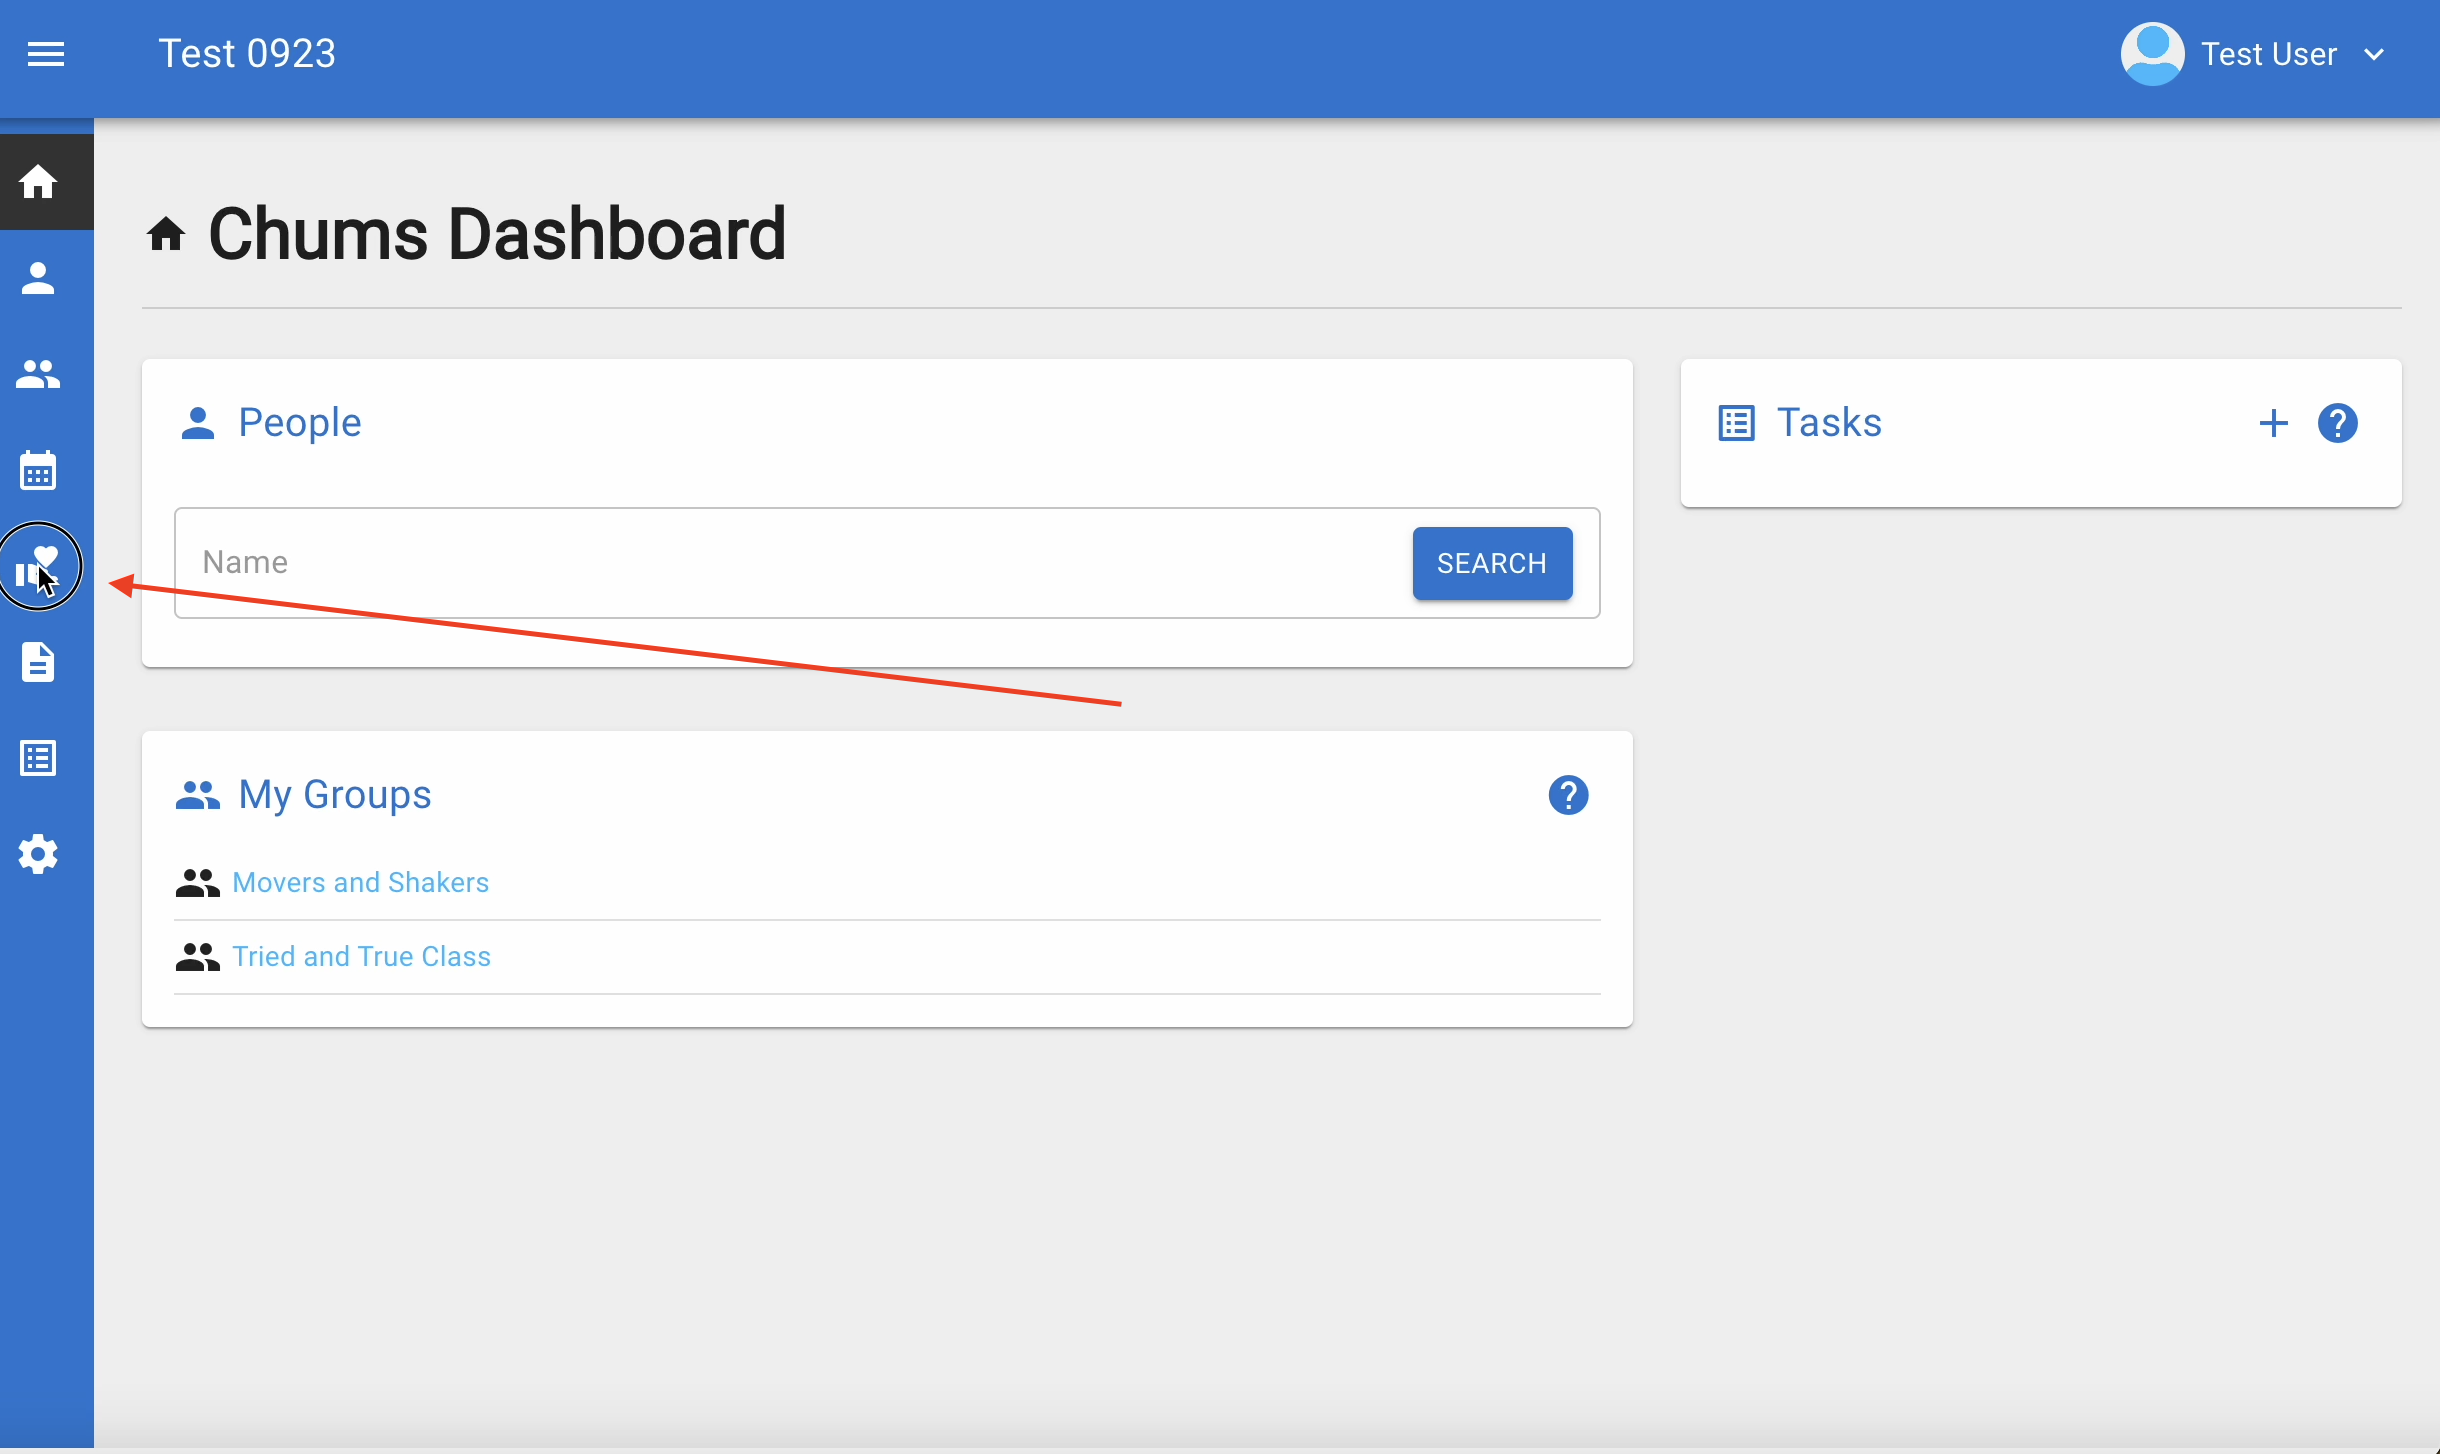 Test 0923
Test User
Chums Dashboard
People
Tasks
Name
SEARCH
My Groups
Movers and Shakers
Tried and True Class